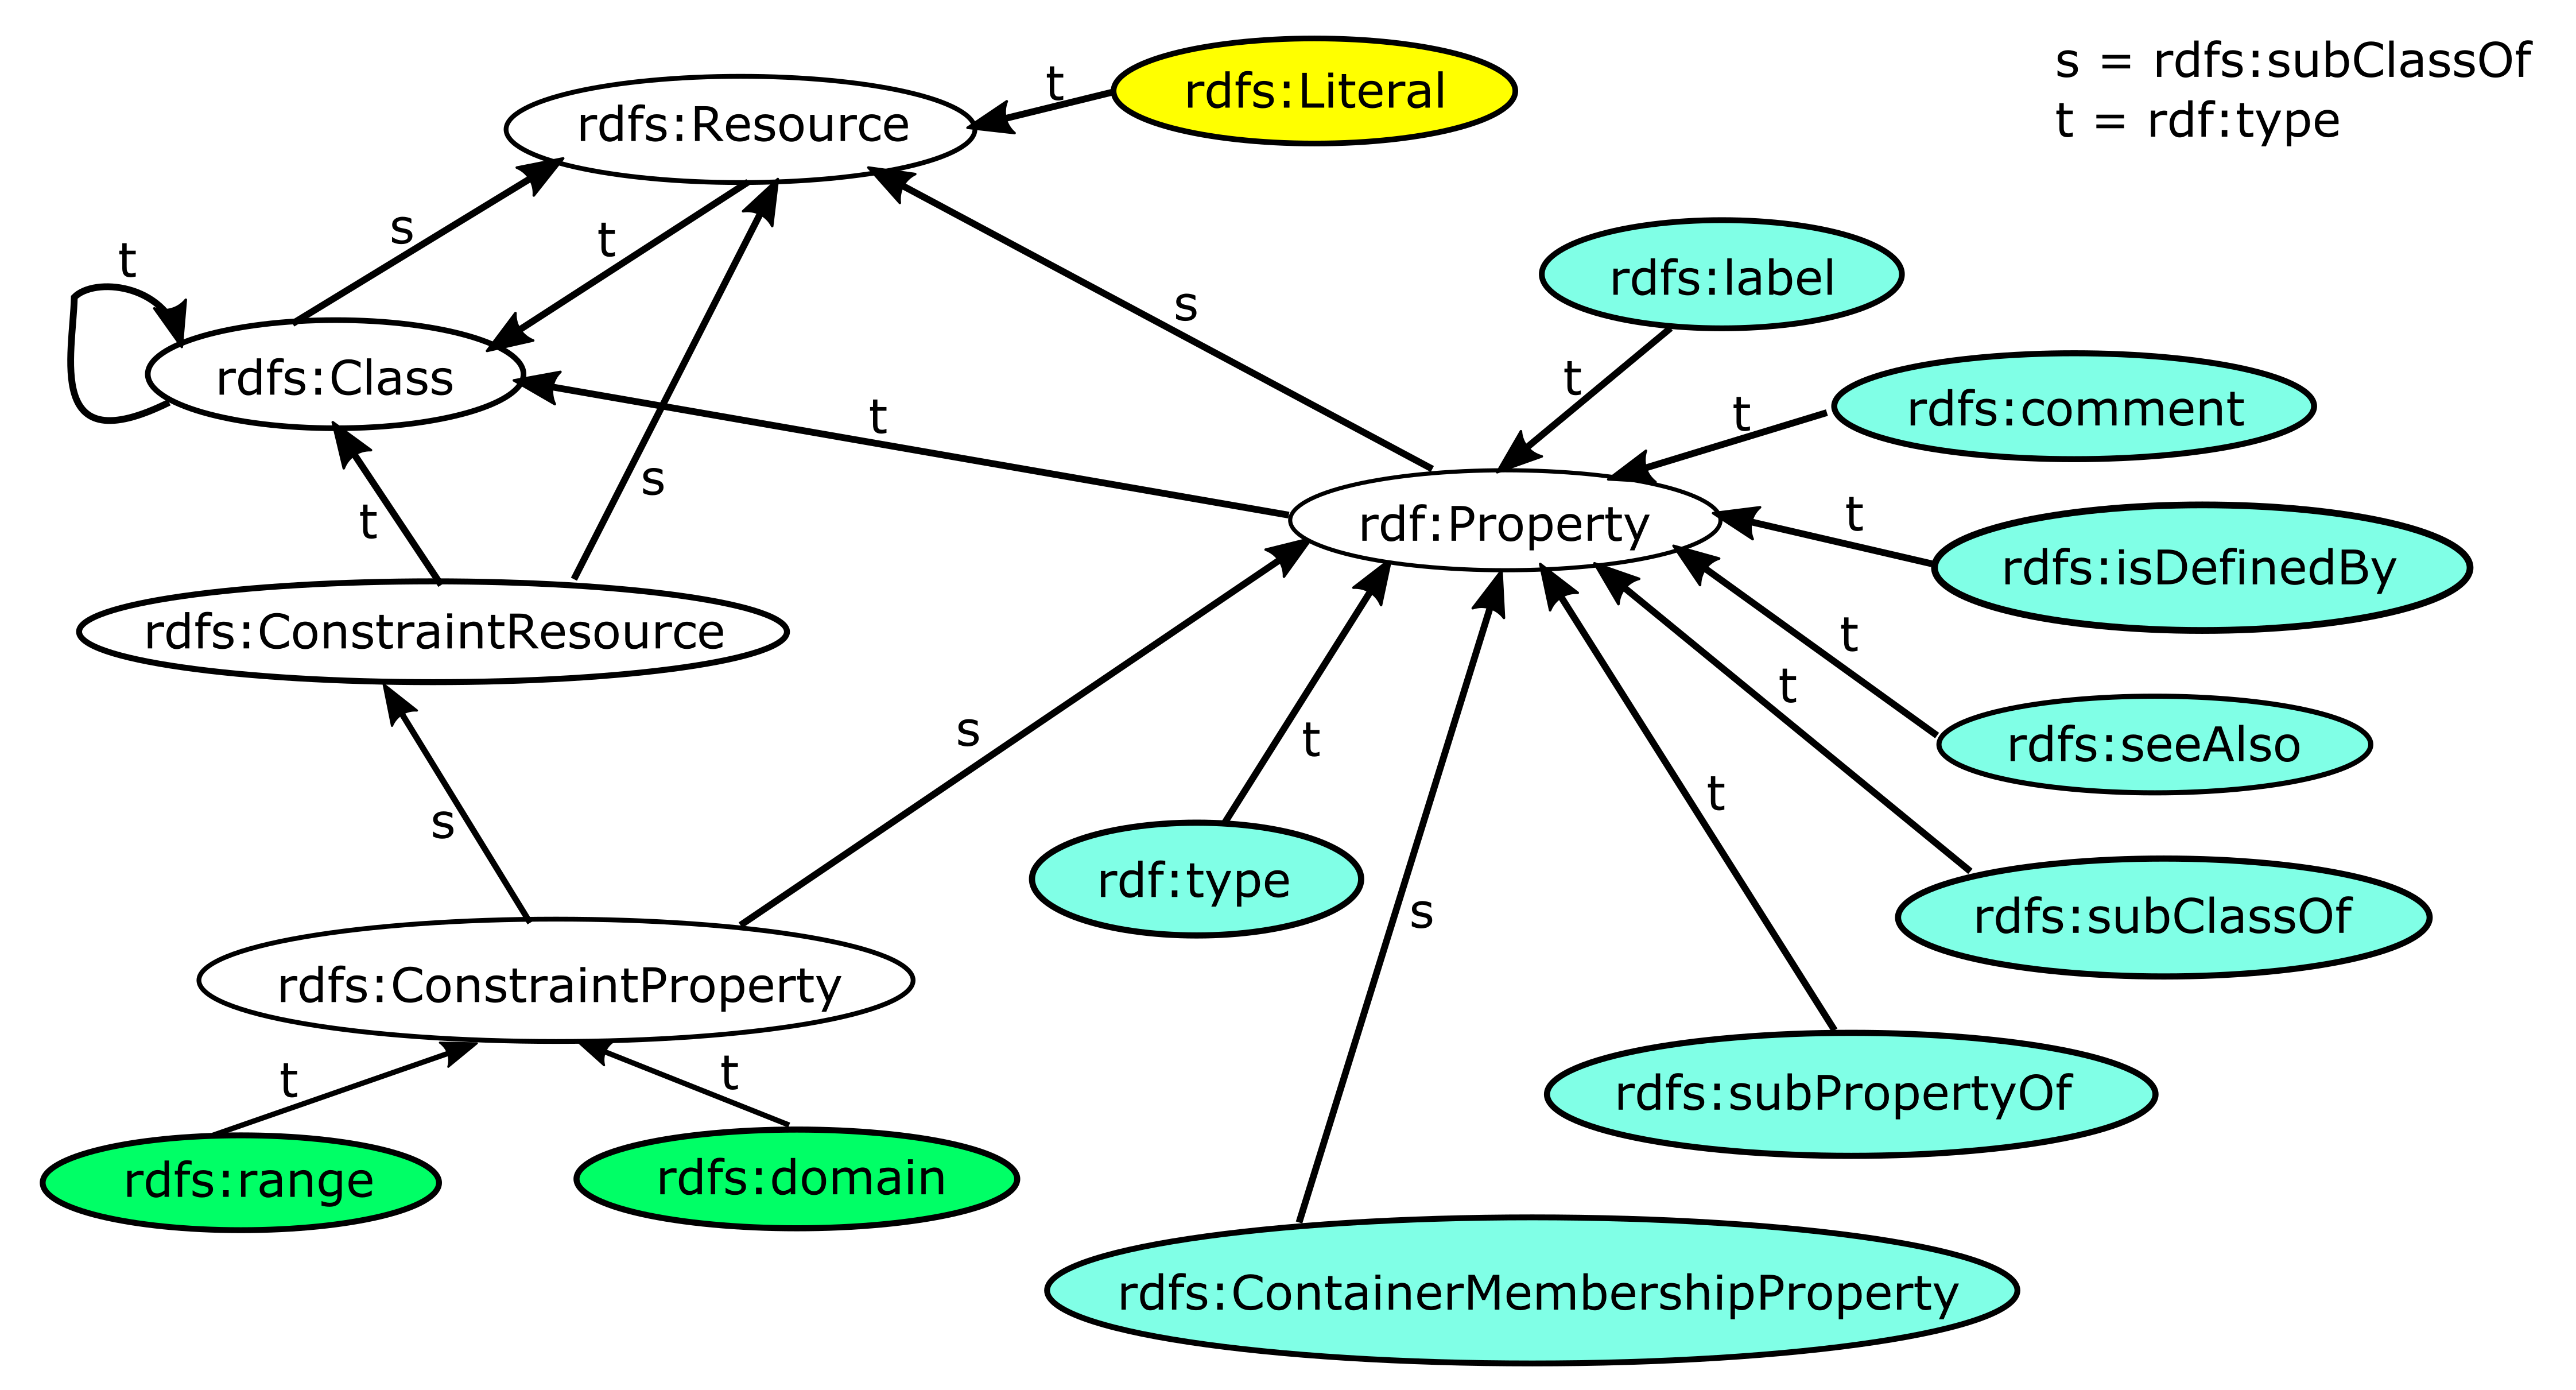 s = rdfs:subClassOf
t = rdf:type
rdfs:Literal
t
rdfs:Resource
s
t
t
s
rdfs:label
rdfs:Class
t
t
rdfs:comment
t
t
s
t
rdf:Property
t
rdfs:isDefinedBy
rdfs:ConstraintResource
t
t
s
t
rdfs:seeAlso
t
s
rdf:type
s
rdfs:subClassOf
rdfs:ConstraintProperty
t
t
rdfs:subPropertyOf
rdfs:range
rdfs:domain
rdfs:ContainerMembershipProperty